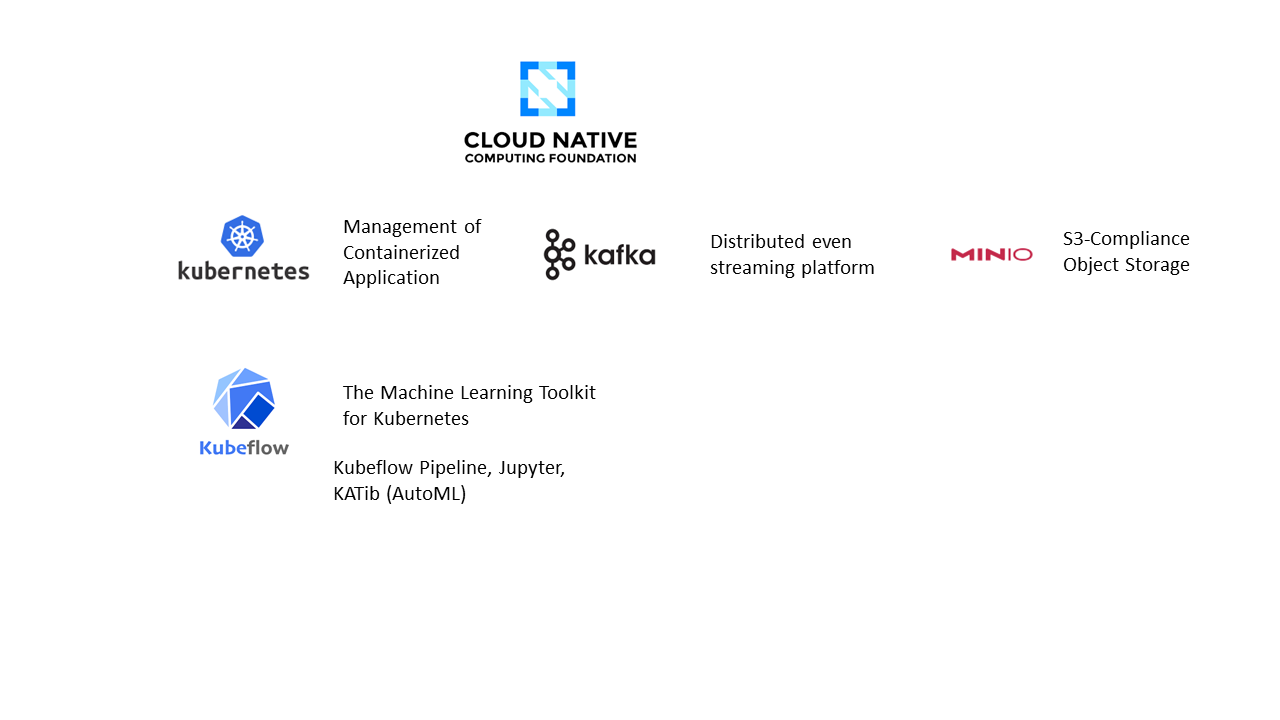 CLOUD NATIVE
COMPUTING FOUNDATION
kubernetes
Management of
Containerized
Application
kafka
Distributed even
streaming platform
MINIO
S3-Compliance
Object Storage
Kubeflow
The Machine Learning Toolkit
for Kubernetes
Kubeflow Pipeline, Jupyter,
KATib (AutoML)